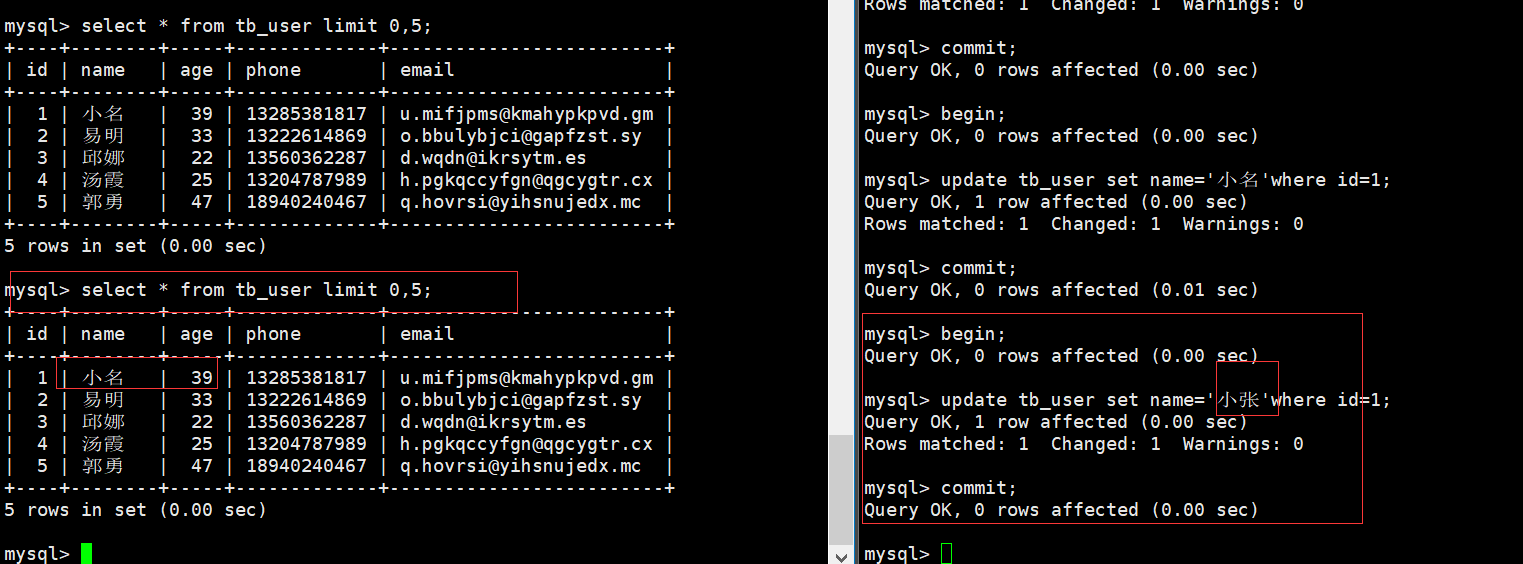 mysql> select * from tb_user limit 0,5;
+----+--------+-----+-------------+-------------------------+
| id | name   | age | phone       | email                   |
+----+--------+-----+-------------+-------------------------+
|  1 | 小名   |  39 | 13285381817 | u.mifjpms@kmahypkpvd.gm |
|  2 | 易明   |  33 | 13222614869 | o.bbulybjci@gapfzst.sy  |
|  3 | 邱娜   |  22 | 13560362287 | d.wqdn@ikrsytm.es       |
|  4 | 汤霞   |  25 | 13204787989 | h.pgkqccyfgn@qgcygtr.cx |
|  5 | 郭勇   |  47 | 18940240467 | q.hovrsi@yihsnujedx.mc  |
+----+--------+-----+-------------+-------------------------+
5 rows in set (0.00 sec)
mysql> select * from tb_user limit 0,5;
+----+--------+-----+-------------+-------------------------+
| id | name   | age | phone       | email                   |
+----+--------+-----+-------------+-------------------------+
|  1 | 小名   |  39 | 13285381817 | u.mifjpms@kmahypkpvd.gm |
|  2 | 易明   |  33 | 13222614869 | o.bbulybjci@gapfzst.sy  |
|  3 | 邱娜   |  22 | 13560362287 | d.wqdn@ikrsytm.es       |
|  4 | 汤霞   |  25 | 13204787989 | h.pgkqccyfgn@qgcygtr.cx |
|  5 | 郭勇   |  47 | 18940240467 | q.hovrsi@yihsnujedx.mc  |
+----+--------+-----+-------------+-------------------------+
5 rows in set (0.00 sec)
mysql>
Rows matched: 1  Changed: 1  Warnings: 0
mysql> commit;
Query OK, 0 rows affected (0.00 sec)
mysql> begin;
Query OK, 0 rows affected (0.00 sec)
mysql> update tb_user set name='小名'where id=1;
Query OK, 1 row affected (0.00 sec)
Rows matched: 1  Changed: 1  Warnings: 0
mysql> commit;
Query OK, 0 rows affected (0.01 sec)
mysql> begin;
Query OK, 0 rows affected (0.00 sec)
mysql> update tb_user set name='小张'where id=1;
Query OK, 1 row affected (0.00 sec)
Rows matched: 1  Changed: 1  Warnings: 0
mysql> commit;
Query OK, 0 rows affected (0.00 sec)
mysql>